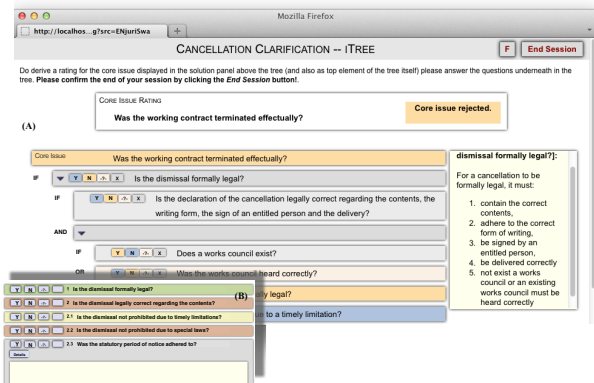 Mozilla Firefox
http://localhos...g?src=ENjuriSwa
CANCELLATION CLARIFICATION -- ITREE
F
End Session
Do derive a rating for the core issue displayed in the solution panel above the tree (and also as top element of the tree itself) please answer the questions underneath in the
tree. Please confirm the end of your session by clicking the End Session button!.
CORE ISSUE RATING
Was the working contract terminated effectually?
Core issue rejected.
(A)
Core Issue
Was the working contract terminated effectually?
IF Y N -?- X Is the dismissal formally legal?
IF Y N -?- X Is the declaration of the cancellation legally correct regarding the contents, the
writing form, the sign of an entitled person and the delivery?
AND
IF Y N -?- X Does a works council exist?
OR Y N -?- X Was the works council heard correctly?
ly legal?
ue to a timely limitation?
dismissal formally legal?]:
For a cancellation to be
formally legal, it must:
1. contain the correct
contents,
2. adhere to the correct
form of writing,
3. be signed by an
entitled person,
4. be delivered correctly
5. not exist a works
council or an existing
works council must be
heard correctly
(B)
Y N -?- 1 Is the dismissal formally legal?
Y N -?- 2 Is the dismissal legally correct regarding the contents?
Y N -?- 2.1 Is the dismissal not prohibited due to timely limitations?
Y N -?- 2.2 Is the dismissal not prohibited due to special laws?
Y N -?- 2.3 Was the statutory period of notice adhered to?
Details